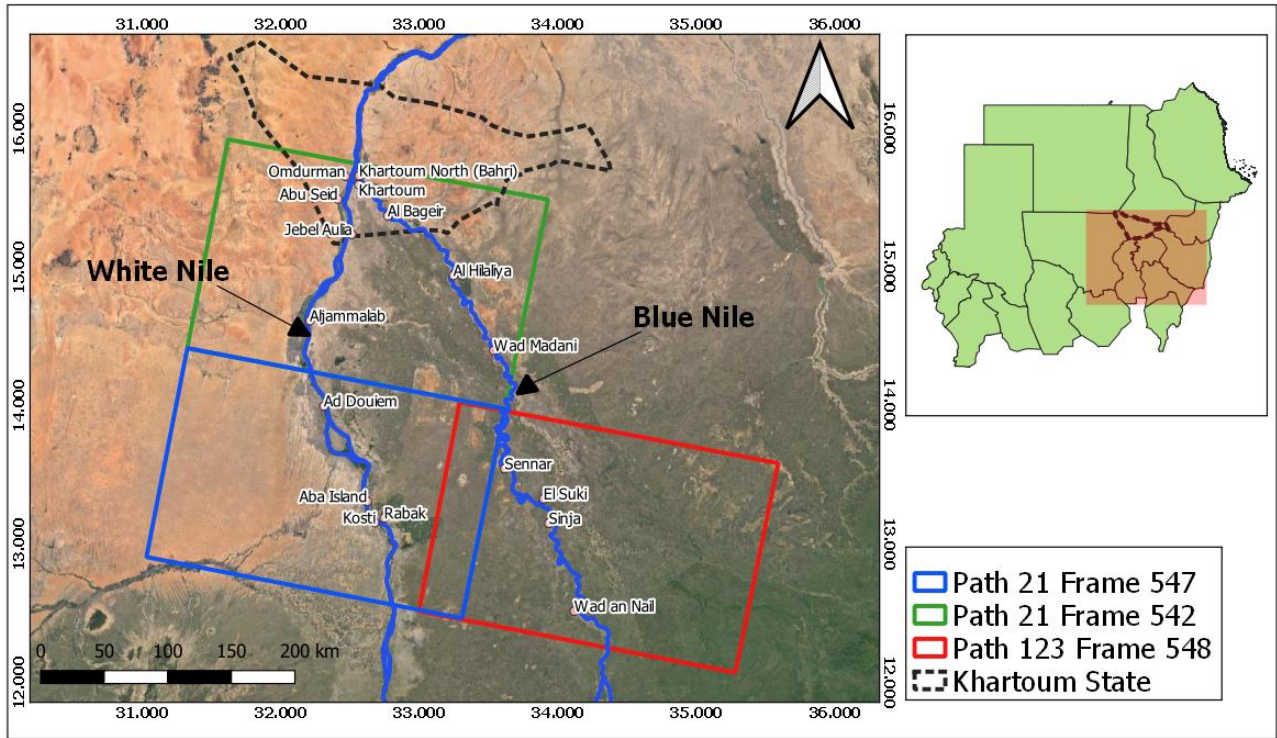 31.000 32.000 33.000 34.000 35.000 36.000
16.000
16.000
Omdurman
Khartoum North (Bahri)
Abu Seid
Khartoum
Al Bageir
Jebel Aulia
15.000
15.000
White Nile
Al Hilaliya
Aljammalab
Blue Nile
Wad Madani
14.000
14.000
Ad Douiem
Sennar
Aba Island
El Suki
Kosti
Rabak
Sinja
13.000
13.000
Wad an Nail
0 50 100 150 200 km
12.000
12.000
31.000 32.000 33.000 34.000 35.000 36.000
Path 21 Frame 547
Path 21 Frame 542
Path 123 Frame 548
Khartoum State